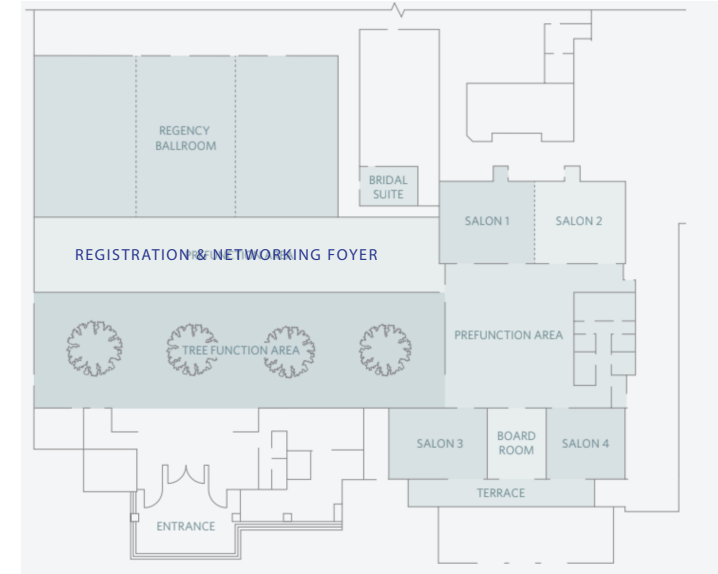 REGENCY
BALLROOM
BRIDAL
SUITE
SALON 1
SALON 2
REGISTRATION & NETWORKING FOYER
PREFUNCTION AREA
TREE FUNCTION AREA
SALON 3
BOARD
ROOM
SALON 4
TERRACE
ENTRANCE